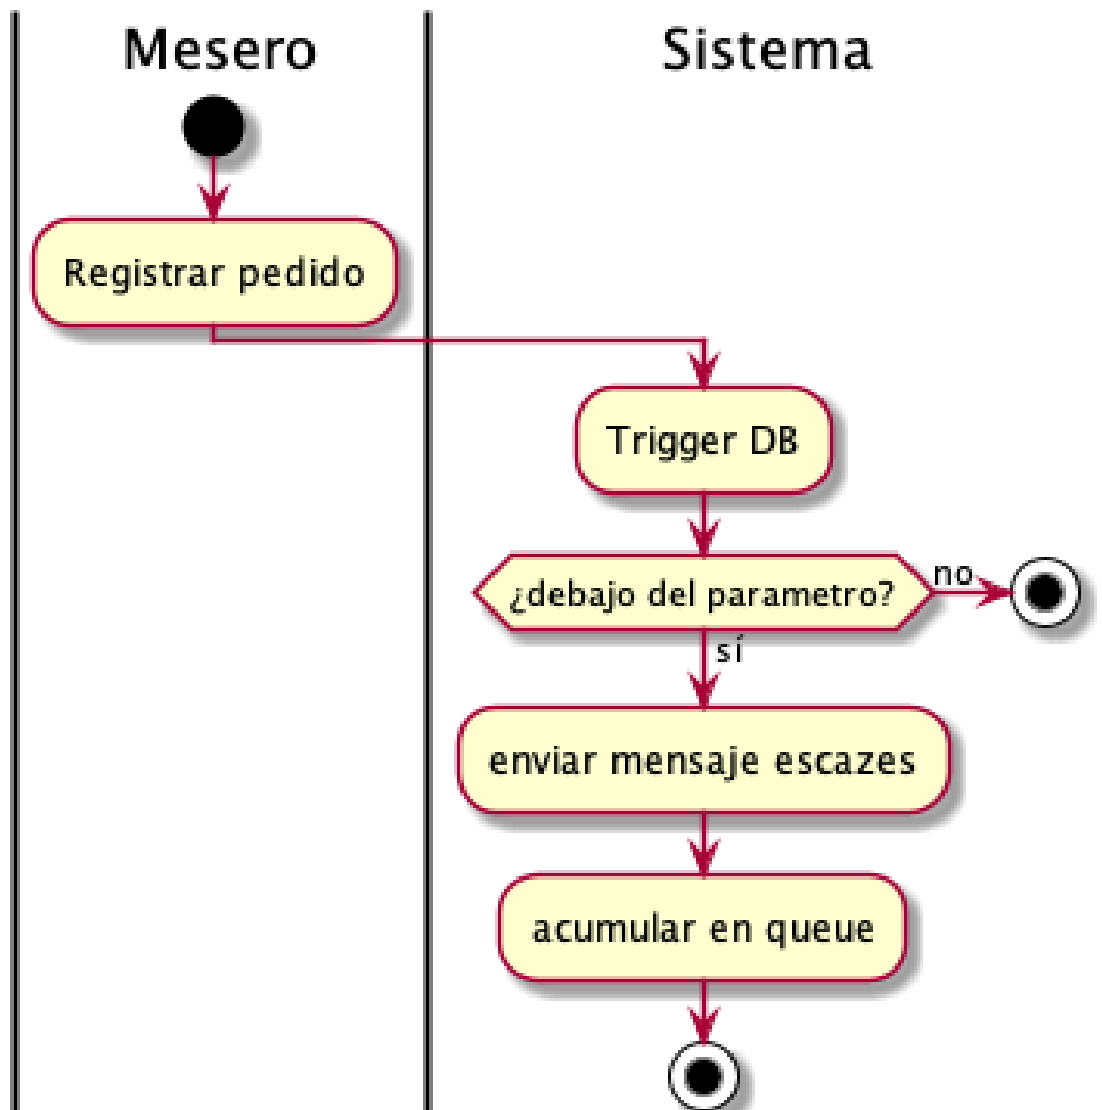 Mesero
Sistema
Registrar pedido
Trigger DB
¿debajo del parametro?
no
sí
enviar mensaje escazes
acumular en queue